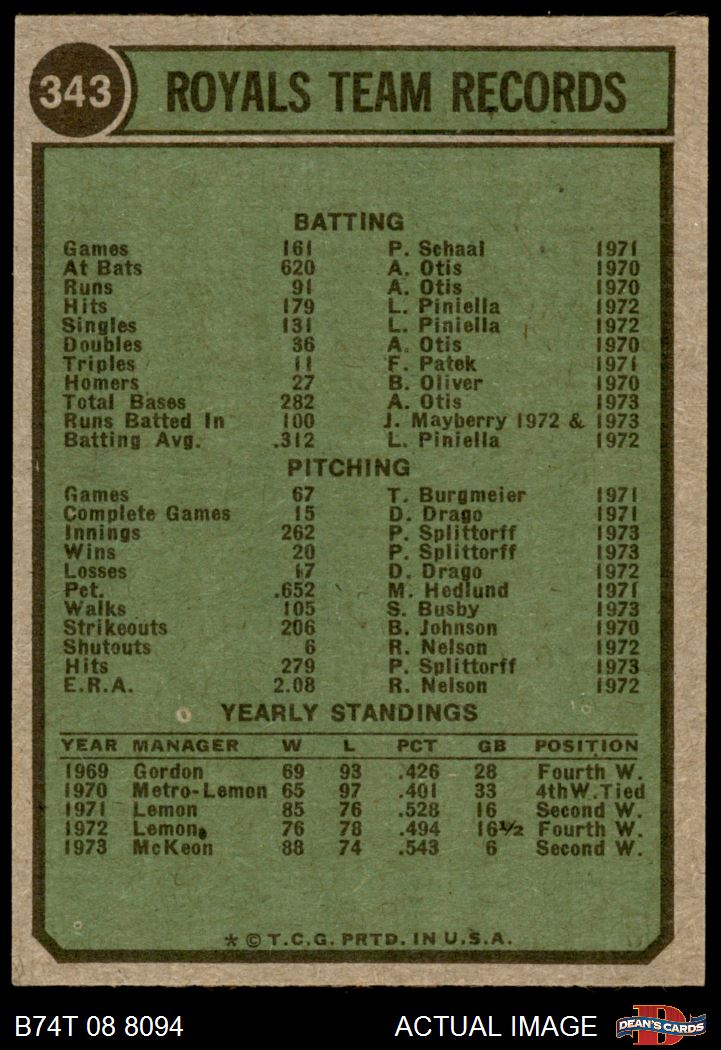 343 ROYALS TEAM RECORDS
BATTING
Games 161 P. Schaal 1971
At Bats 620 A. Otis 1970
Runs 91 A. Otis 1970
Hits 179 L. Piniella 1972
Singles 131 L. Piniella 1972
Doubles 36 A. Otis 1970
Triples 11 F. Patek 1971
Homers 27 B. Oliver 1970
Total Bases 282 A. Otis 1973
Runs Batted In 100 J. Mayberry 1972 & 1973
Batting Avg. .312 L. Piniella 1972
PITCHING
Games 67 T. Burgmeier 1971
Complete Games 15 D. Drago 1971
Innings 262 P. Splittorff 1973
Wins 20 P. Splittorff 1973
Losses 17 D. Drago 1972
Pct. .652 M. Hedlund 1971
Walks 105 S. Busby 1973
Strikeouts 206 B. Johnson 1970
Shutouts 6 R. Nelson 1972
Hits 279 P. Splittorff 1973
E.R.A. 2.08 R. Nelson 1972
YEARLY STANDINGS
YEAR MANAGER W L PCT GB POSITION
1969 Gordon 69 93 .426 28 Fourth W.
1970 Metro-Lemon 65 97 .401 33 4thW.Tied
1971 Lemon 85 76 .528 16 Second W.
1972 Lemon 76 78 .494 16½ Fourth W.
1973 McKeon 88 74 .543 6 Second W.
* © T.C.G. PRTD. IN U.S.A.
B74T 08 8094 ACTUAL IMAGE DEAN'S CARDS